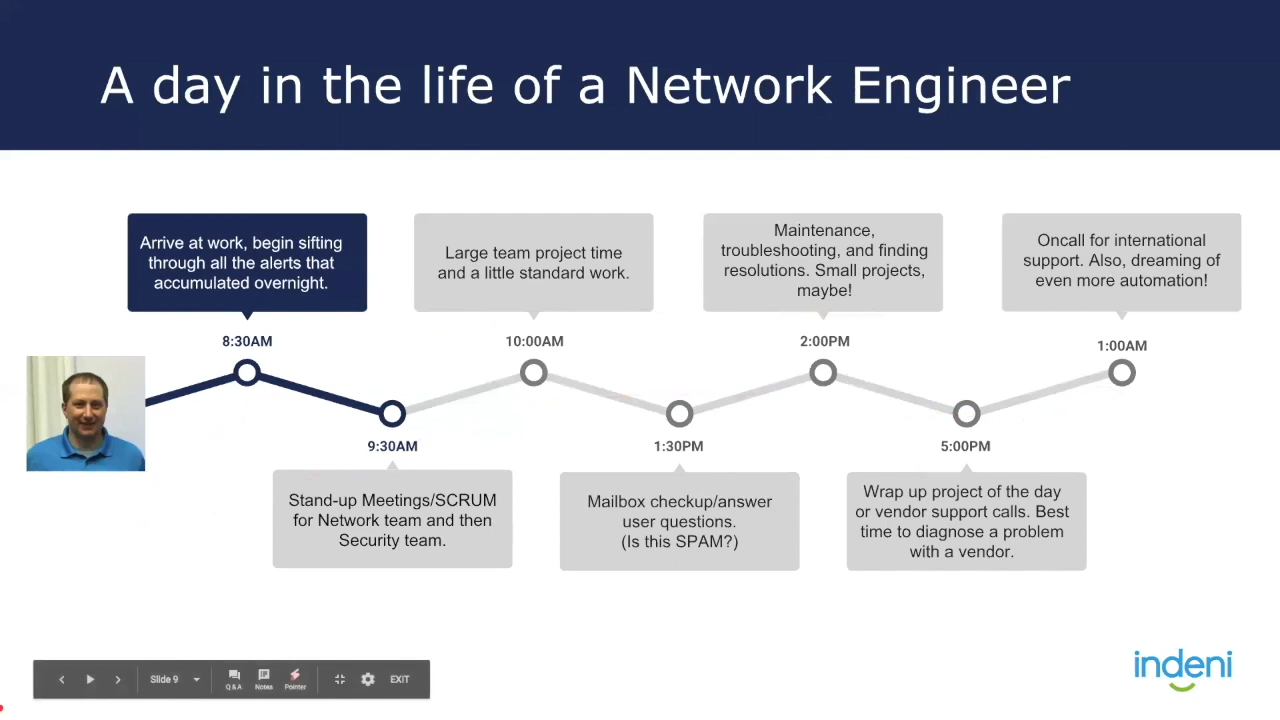 A day in the life of a Network Engineer
Arrive at work, begin sifting
through all the alerts that
accumulated overnight.
8:30AM
9:30AM
Stand-up Meetings/SCRUM
for Network team and then
Security team.
Large team project time
and a little standard work.
10:00AM
1:30PM
Mailbox checkup/answer
user questions.
(Is this SPAM?)
Maintenance,
troubleshooting, and finding
resolutions. Small projects,
maybe!
2:00PM
5:00PM
Wrap up project of the day
or vendor support calls. Best
time to diagnose a problem
with a vendor.
Oncall for international
support. Also, dreaming of
even more automation!
1:00AM
Slide 9
Q & A
Notes
Pointer
EXIT
indeni